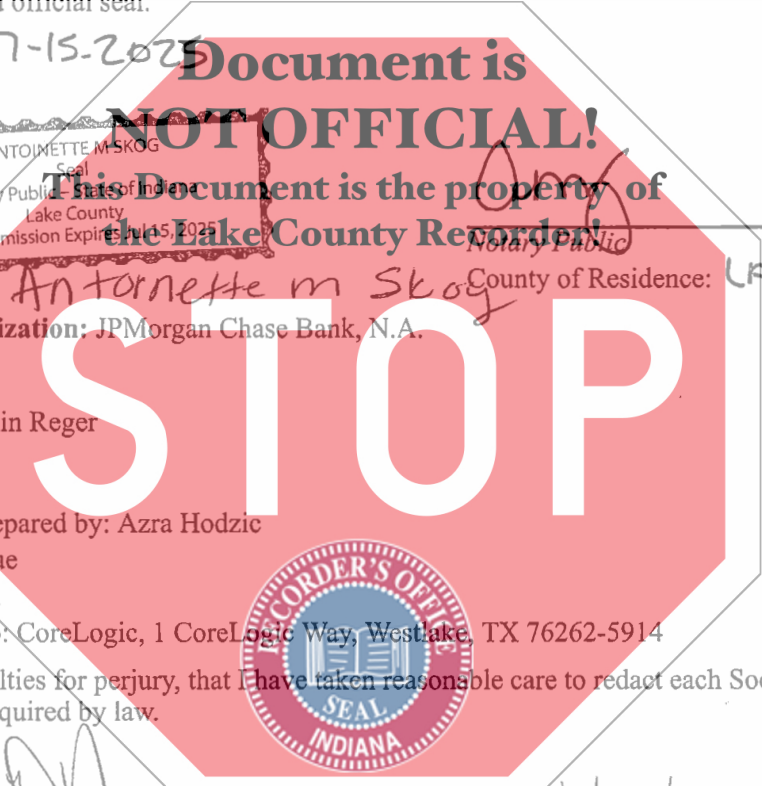 official seal.
7-15-2025
Document is
NOT OFFICIAL!
This Document is the property of
the Lake County Recorder!
NTOINETTE M SKOG
Seal
y Public - State of Indiana
Lake County
mission Expires Jul 15, 2025
Notary Public
Antoinette m Skog
County of Residence:
ization: JPMorgan Chase Bank, N.A.
STOP
in Reger
epared by: Azra Hodzic
ue
: CoreLogic, 1 CoreLogic Way, Westlake, TX 76262-5914
lties for perjury, that I have taken reasonable care to redact each Soc
quired by law.
RECORDER'S OFFICE
SEAL
INDIANA